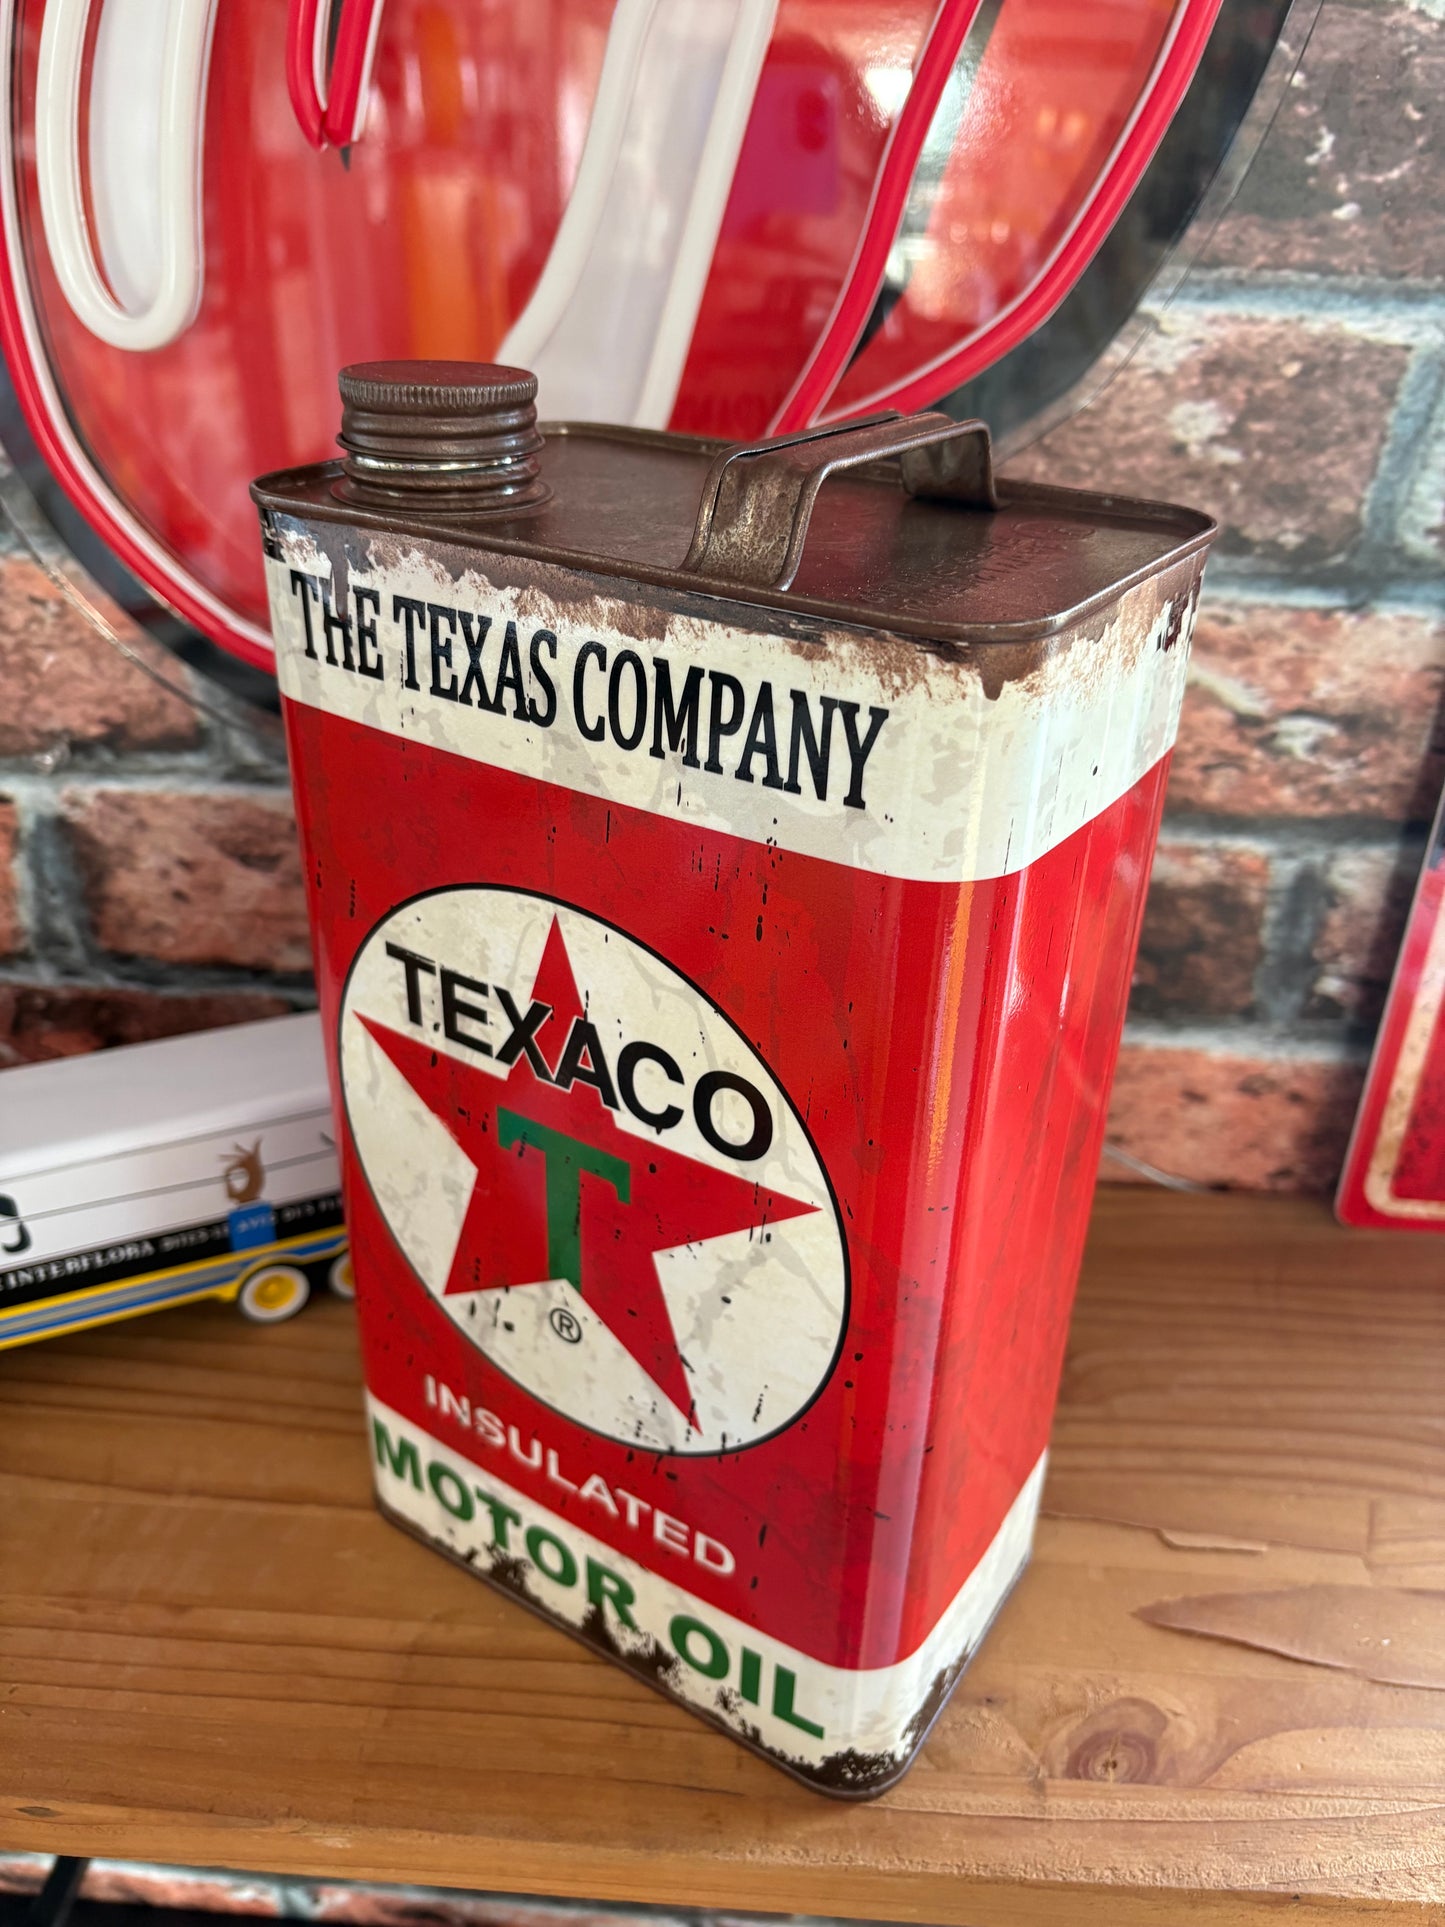 THE TEXAS COMPANY
TEXACO
T
®
INSULATED
MOTOR OIL
INTERFLORA